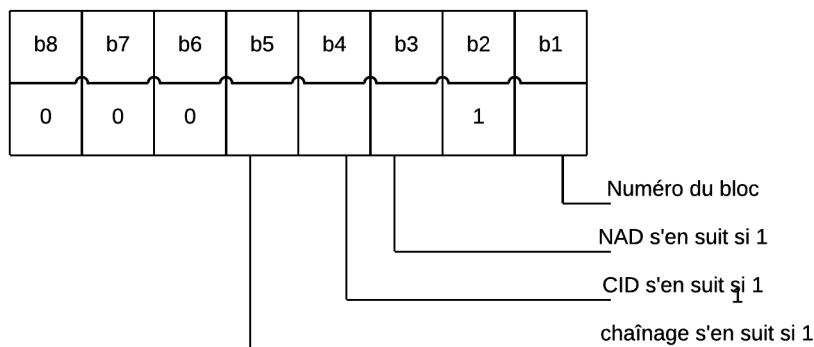 b8 b7 b6 b5 b4 b3 b2 b1
0 0 0 1
Numéro du bloc
NAD s'en suit si 1
CID s'en suit si 1
1
chaînage s'en suit si 1